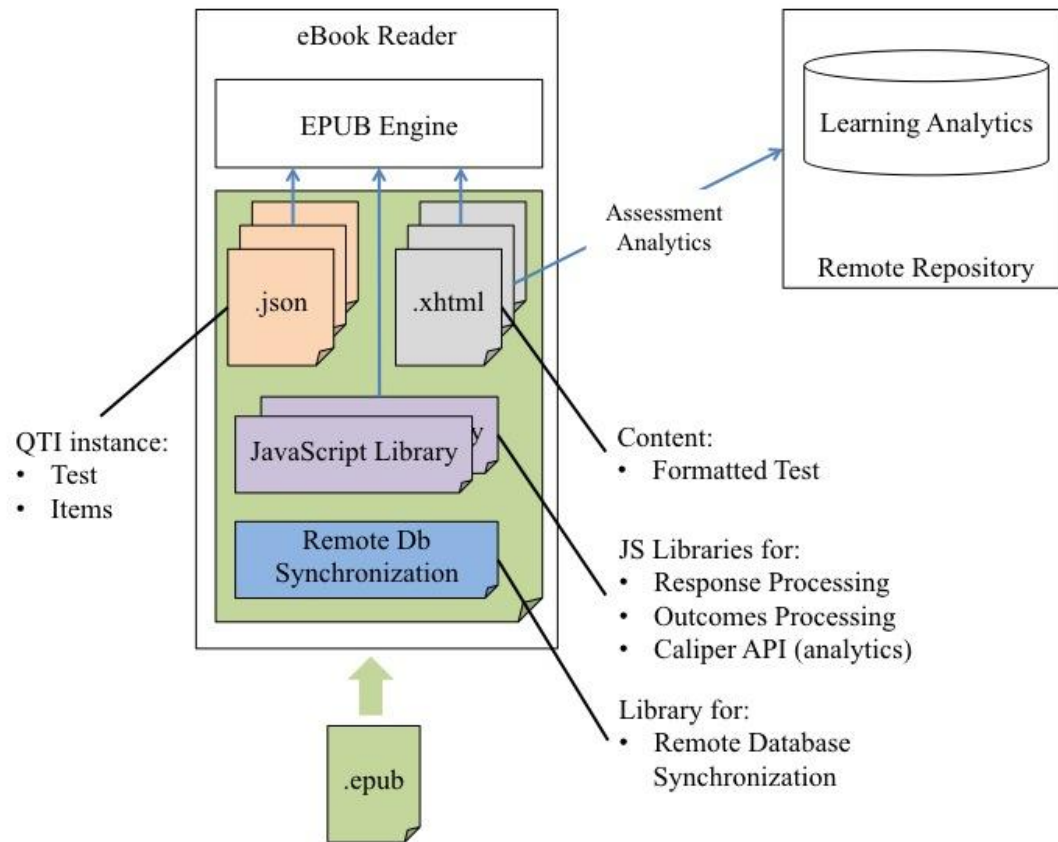 eBook Reader
EPUB Engine
.json
.xhtml
JavaScript Library
y
Remote Db
Synchronization
.epub
Assessment
Analytics
Learning Analytics
Remote Repository
QTI instance:
• Test
• Items
Content:
• Formatted Test
JS Libraries for:
• Response Processing
• Outcomes Processing
• Caliper API (analytics)
Library for:
• Remote Database
Synchronization